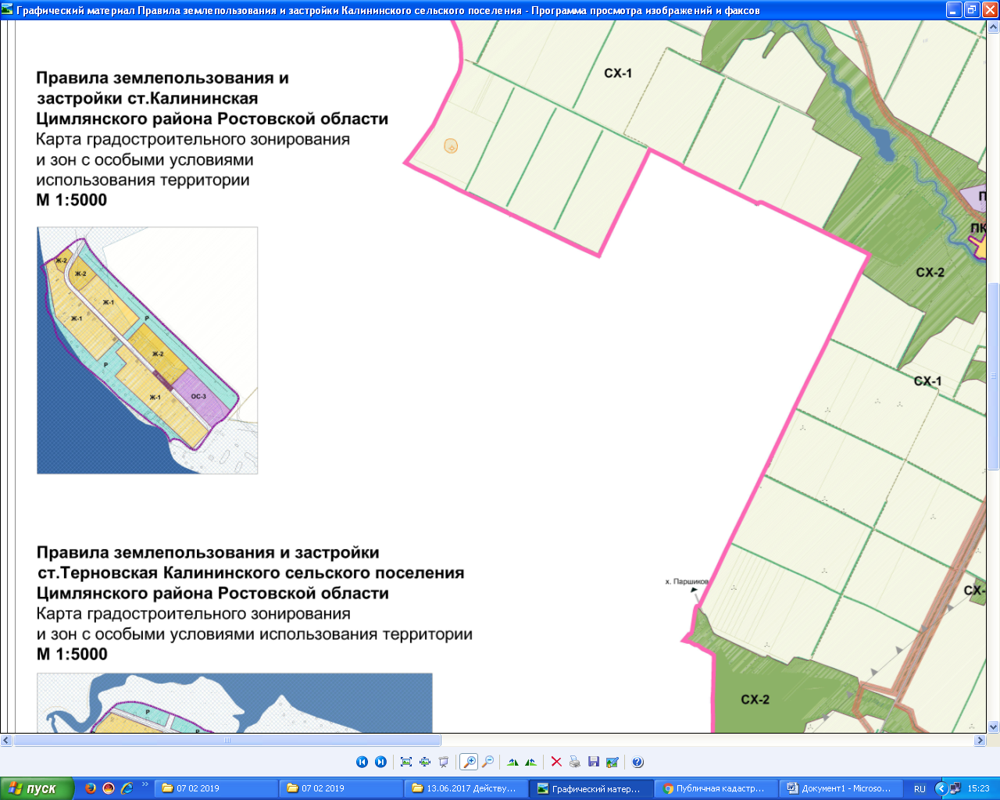 Графический материал Правила землепользования и застройки Калининского сельского поселения - Программа просмотра изображений и факсов
Правила землепользования и
застройки ст.Калининская
Цимлянского района Ростовской области
Карта градостроительного зонирования
и зон с особыми условиями
использования территории
М 1:5000
СХ-1
П
ПК
СХ-2
Ж-2
Ж-2
Ж-1
Ж-1
Р
Ж-2
Р
Ж-1
ОС-3
СХ-1
Правила землепользования и застройки
ст.Терновская Калининского сельского поселения
Цимлянского района Ростовской области
Карта градостроительного зонирования
и зон с особыми условиями использования территории
М 1:5000
х. Паршиков
СХ-
СХ-2
Р
Р
пуск
07 02 2019
07 02 2019
13.06.2017 Действу...
Графический матер...
Публичная кадастр...
Документ1 - Microso...
RU
15:23